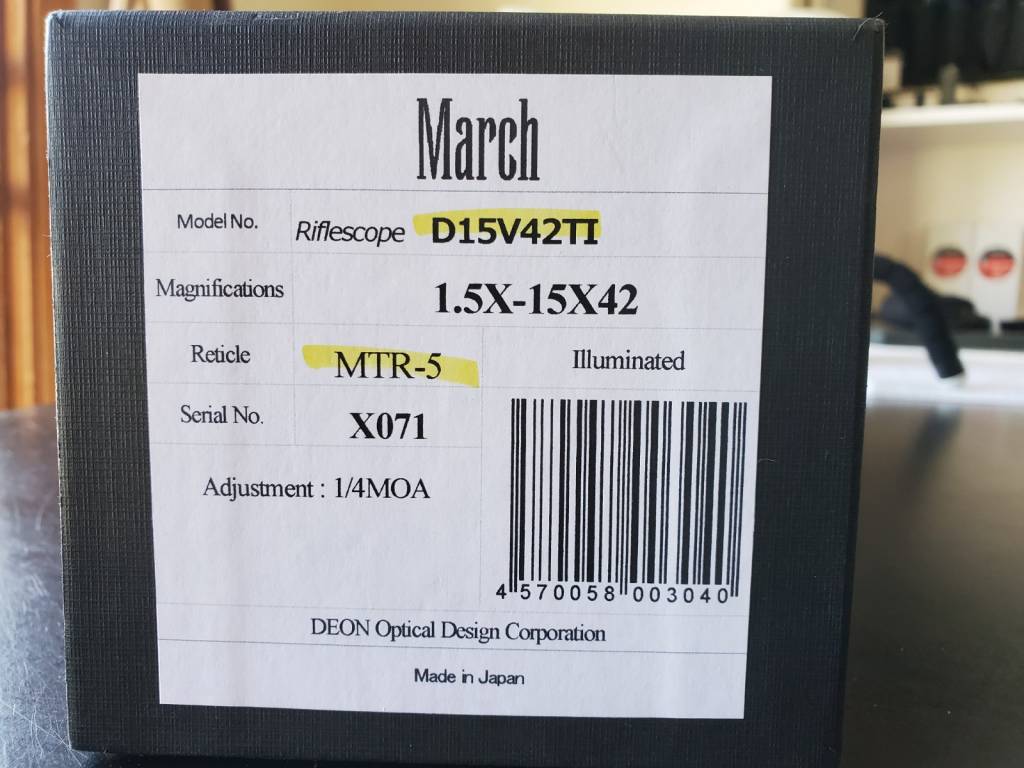 March
Model No. Riflescope D15V42TI
Magnifications 1.5X-15X42
Reticle MTR-5 Illuminated
Serial No. X071
Adjustment : 1/4MOA
4 570058 003040
DEON Optical Design Corporation
Made in Japan